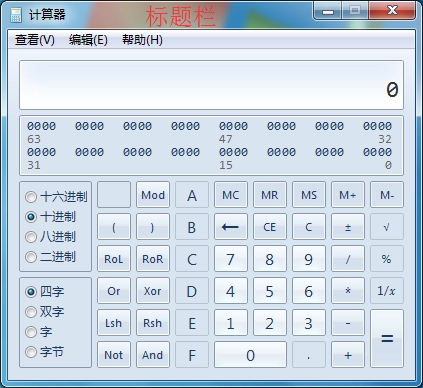 计算器 标题栏
查看(V) 编辑(E) 帮助(H)
0
0000 0000 0000 0000 0000 0000 0000 0000
63 47 32
0000 0000 0000 0000 0000 0000 0000 0000
31 15 0
十六进制
十进制
八进制
二进制
四字
双字
字
字节
Mod A MC MR MS M+ M-
( ) B ← CE C ± √
RoL RoR C 7 8 9 / %
Or Xor D 4 5 6 * 1/x
Lsh Rsh E 1 2 3 - =
Not And F 0 . +